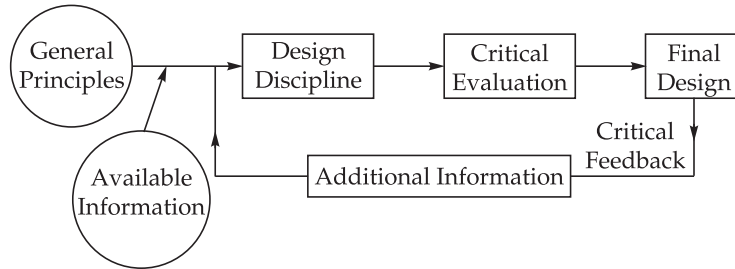 General
Principles
Design
Discipline
Critical
Evaluation
Final
Design
Critical
Feedback
Available
Information
Additional Information